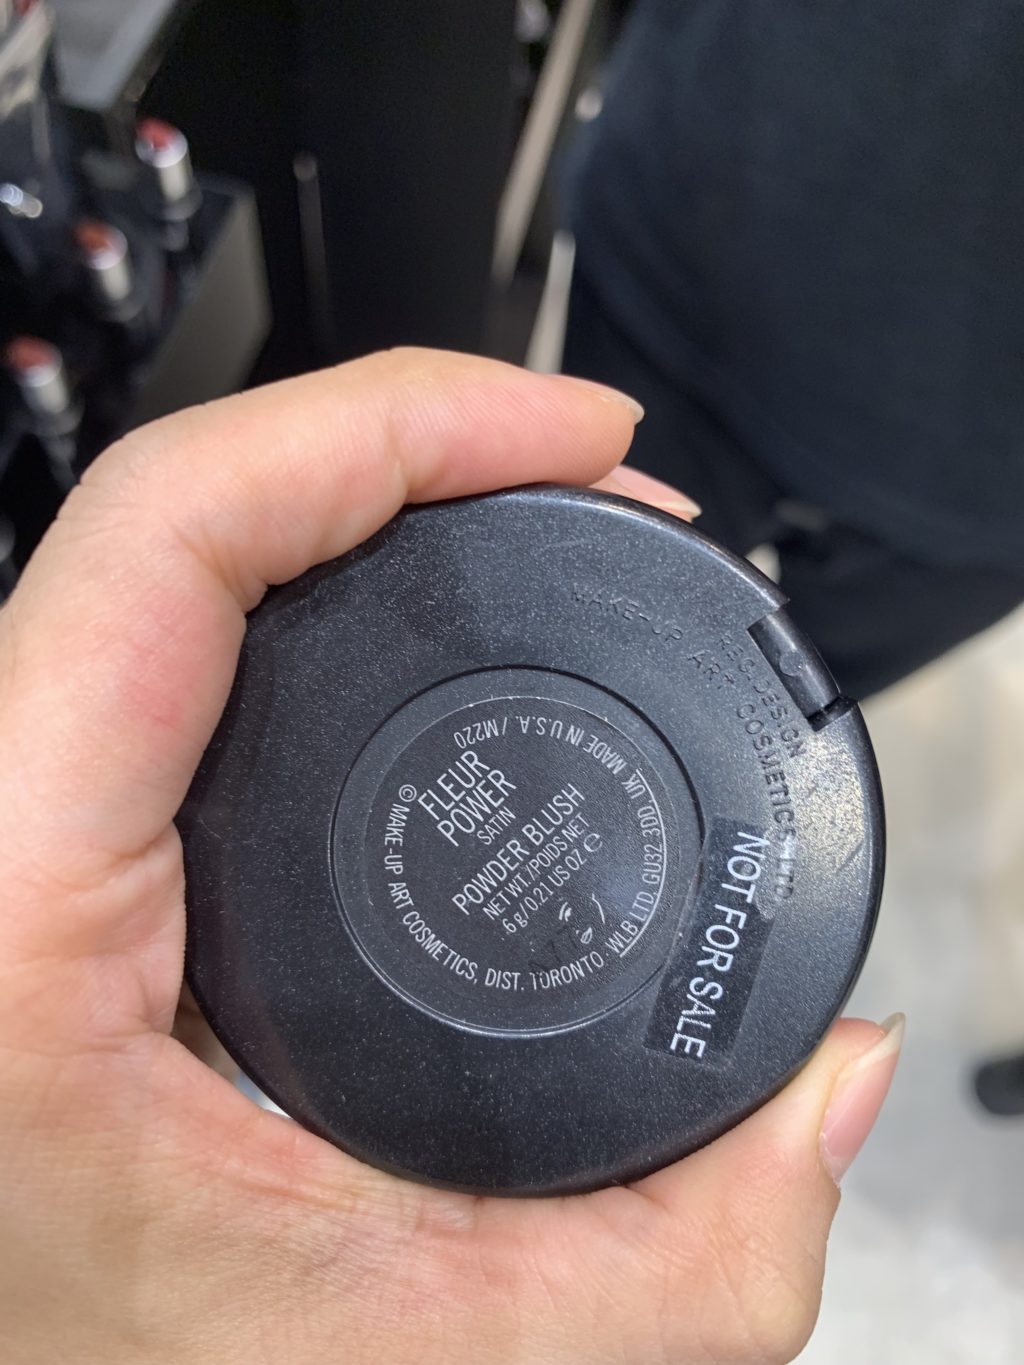 FLEUR
POWER
SATIN
POWDER BLUSH
NET WT./POIDS NET
6 g / 0.21 US OZ ℮
© MAKE-UP ART COSMETICS, DIST. TORONTO WLB LTD. GU32 3DD, UK MADE IN U.S.A. / M220
NOT FOR SALE
MAKE-UP ART COSMETICS LTD
DESIGN